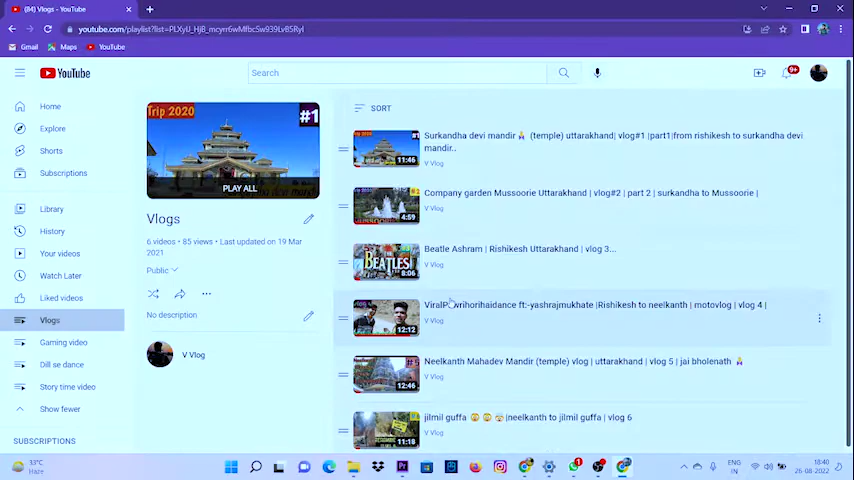 (84) Vlogs - YouTube
youtube.com/playlist?list=
Gmail
Maps
YouTube
YouTube
Search
9+
Home
Explore
Shorts
Subscriptions
Library
History
Your videos
Watch Later
Liked videos
Vlogs
Gaming video
Dill se dance
Story time video
Show fewer
SUBSCRIPTIONS
Trip 2020
#1
PLAY ALL
Vlogs
6 videos • 85 views • Last updated on 19 Mar
2021
Public
No description
V Vlog
SORT
11:46
Surkandha devi mandir (temple) uttarakhand| vlog#1 |part1|from rishikesh to surkandha devi
mandir..
V Vlog
4:59
Company garden Mussoorie Uttarakhand | vlog#2 | part 2 | surkandha to Mussoorie |
V Vlog
BEATLES
8:06
Beatle Ashram | Rishikesh Uttarakhand | vlog 3...
V Vlog
12:12
ft:-yashrajmukhate |Rishikesh to neelkanth | motovlog | vlog 4 |
V Vlog
12:46
Neelkanth Mahadev Mandir (temple) vlog | uttarakhand | vlog 5 | jai bholenath
V Vlog
11:18
jilmil guffa |neelkanth to jilmil guffa | vlog 6
V Vlog
33°C
Haze
ENG
IN
18:40
26-08-2022